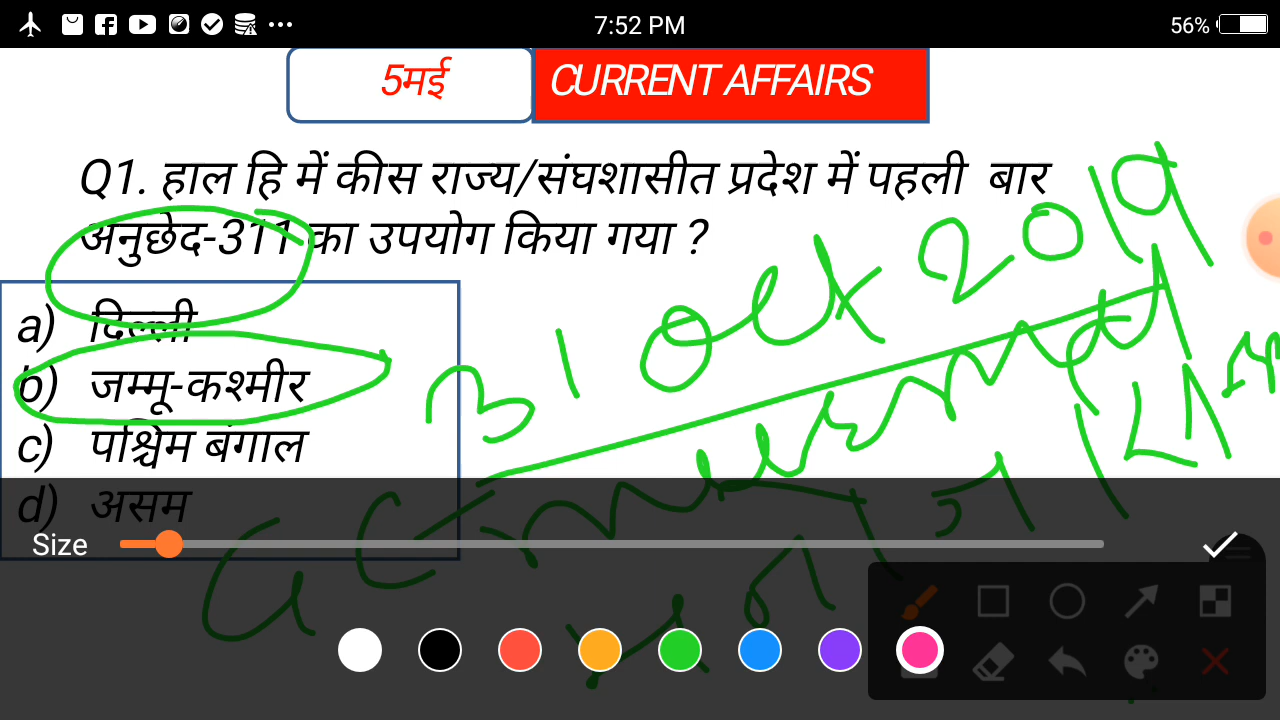 7:52 PM
56%
5मई
CURRENT AFFAIRS
Q1. हाल हि में कीस राज्य/संघशासीत प्रदेश में पहली बार
अनुछेद-311 का उपयोग किया गया ?
a) दिल्ली
b) जम्मू-कश्मीर
c) पश्चिम बंगाल
d) असम
31 oct 2019
GC
Size